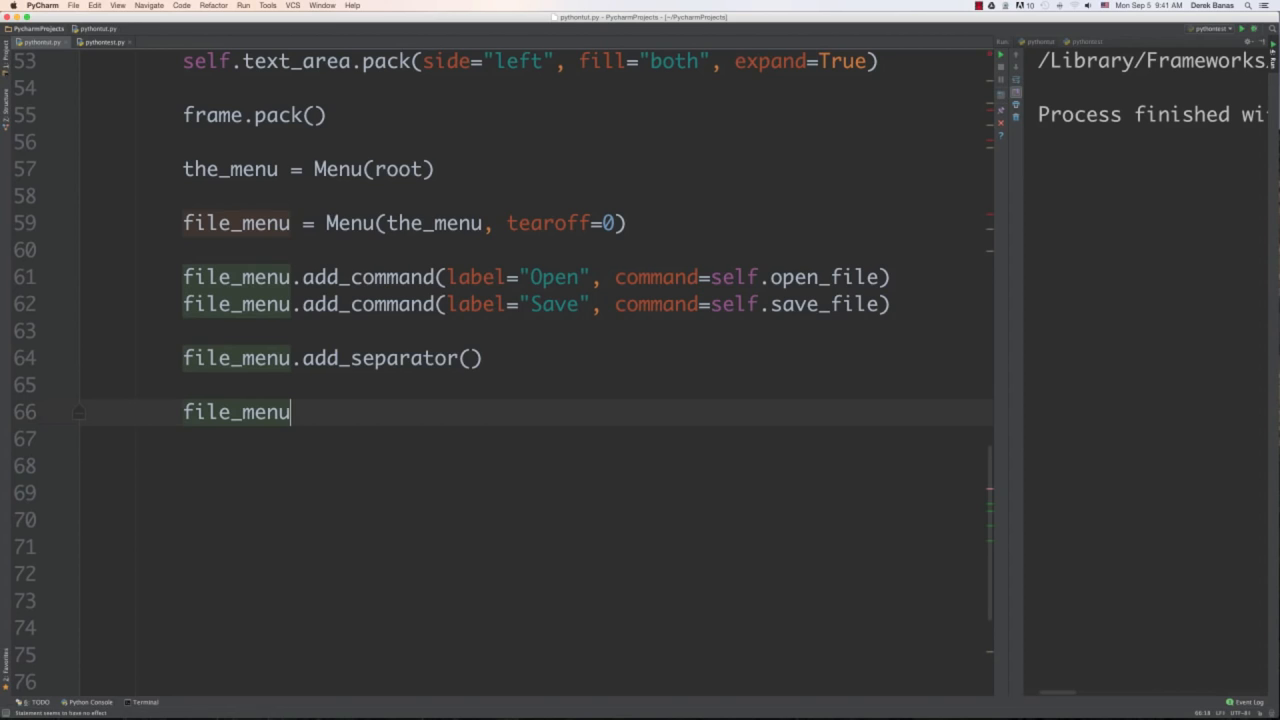 PyCharm File Edit View Navigate Code Refactor Run Tools VCS Window Help 10 Mon Sep 5 9:41 AM Derek Banas
pythontut.py - PycharmProjects - [~/PycharmProjects]
PycharmProjects pythontut.py pythontest
pythontut.py pythontest.py Run: pythontut pythontest
53 self.text_area.pack(side="left", fill="both", expand=True)
54
55 frame.pack()
56
57 the_menu = Menu(root)
58
59 file_menu = Menu(the_menu, tearoff=0)
60
61 file_menu.add_command(label="Open", command=self.open_file)
62 file_menu.add_command(label="Save", command=self.save_file)
63
64 file_menu.add_separator()
65
66 file_menu
67
68
69
70
71
72
73
74
75
76
/Library/Frameworks
Process finished wi
1: Project
7: Structure
2: Favorites
6: TODO Python Console Terminal Event Log
Statement seems to have no effect 66:18 LF÷ UTF-8÷